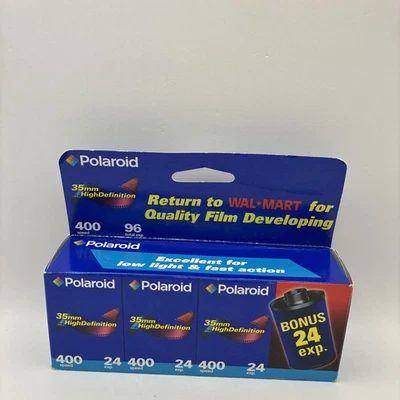 Polaroid
35mm
HighDefinition
400
speed
96
total exp.
Return to WAL•MART for
Quality Film Developing
Polaroid
Excellent for
low light & fast action
Polaroid
35mm
HighDefinition
400
speed
24
exp.
Polaroid
35mm
HighDefinition
400
speed
24
exp.
Polaroid
35mm
HighDefinition
400
speed
24
exp.
BONUS
24
exp.